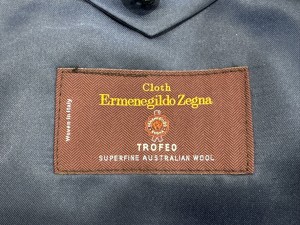 Cloth
Ermenegildo Zegna
TROFEO
SUPERFINE AUSTRALIAN WOOL
Woven in Italy